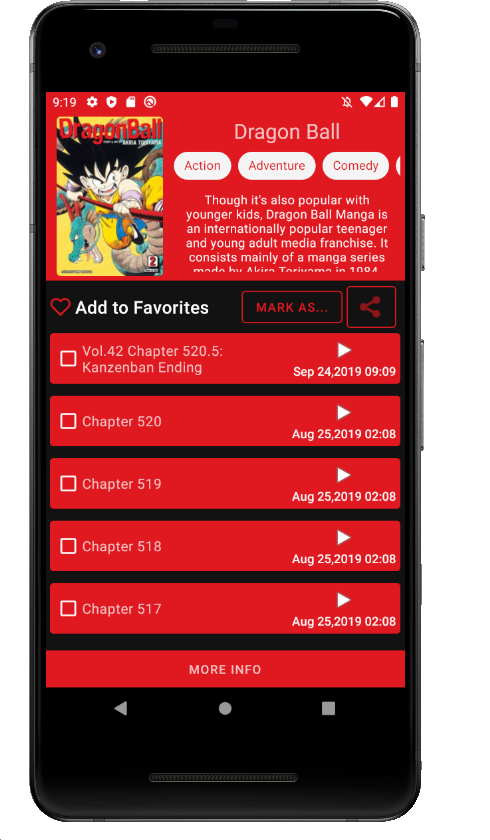 9:19
DragonBall
AKIRA TORIYAMA
2
Dragon Ball
Action
Adventure
Comedy
Though it's also popular with
younger kids, Dragon Ball Manga is
an internationally popular teenager
and young adult media franchise. It
consists mainly of a manga series
made by Akira Toriyama in 1984.
Add to Favorites
MARK AS...
Vol.42 Chapter 520.5:
Kanzenban Ending
Sep 24,2019 09:09
Chapter 520
Aug 25,2019 02:08
Chapter 519
Aug 25,2019 02:08
Chapter 518
Aug 25,2019 02:08
Chapter 517
Aug 25,2019 02:08
MORE INFO